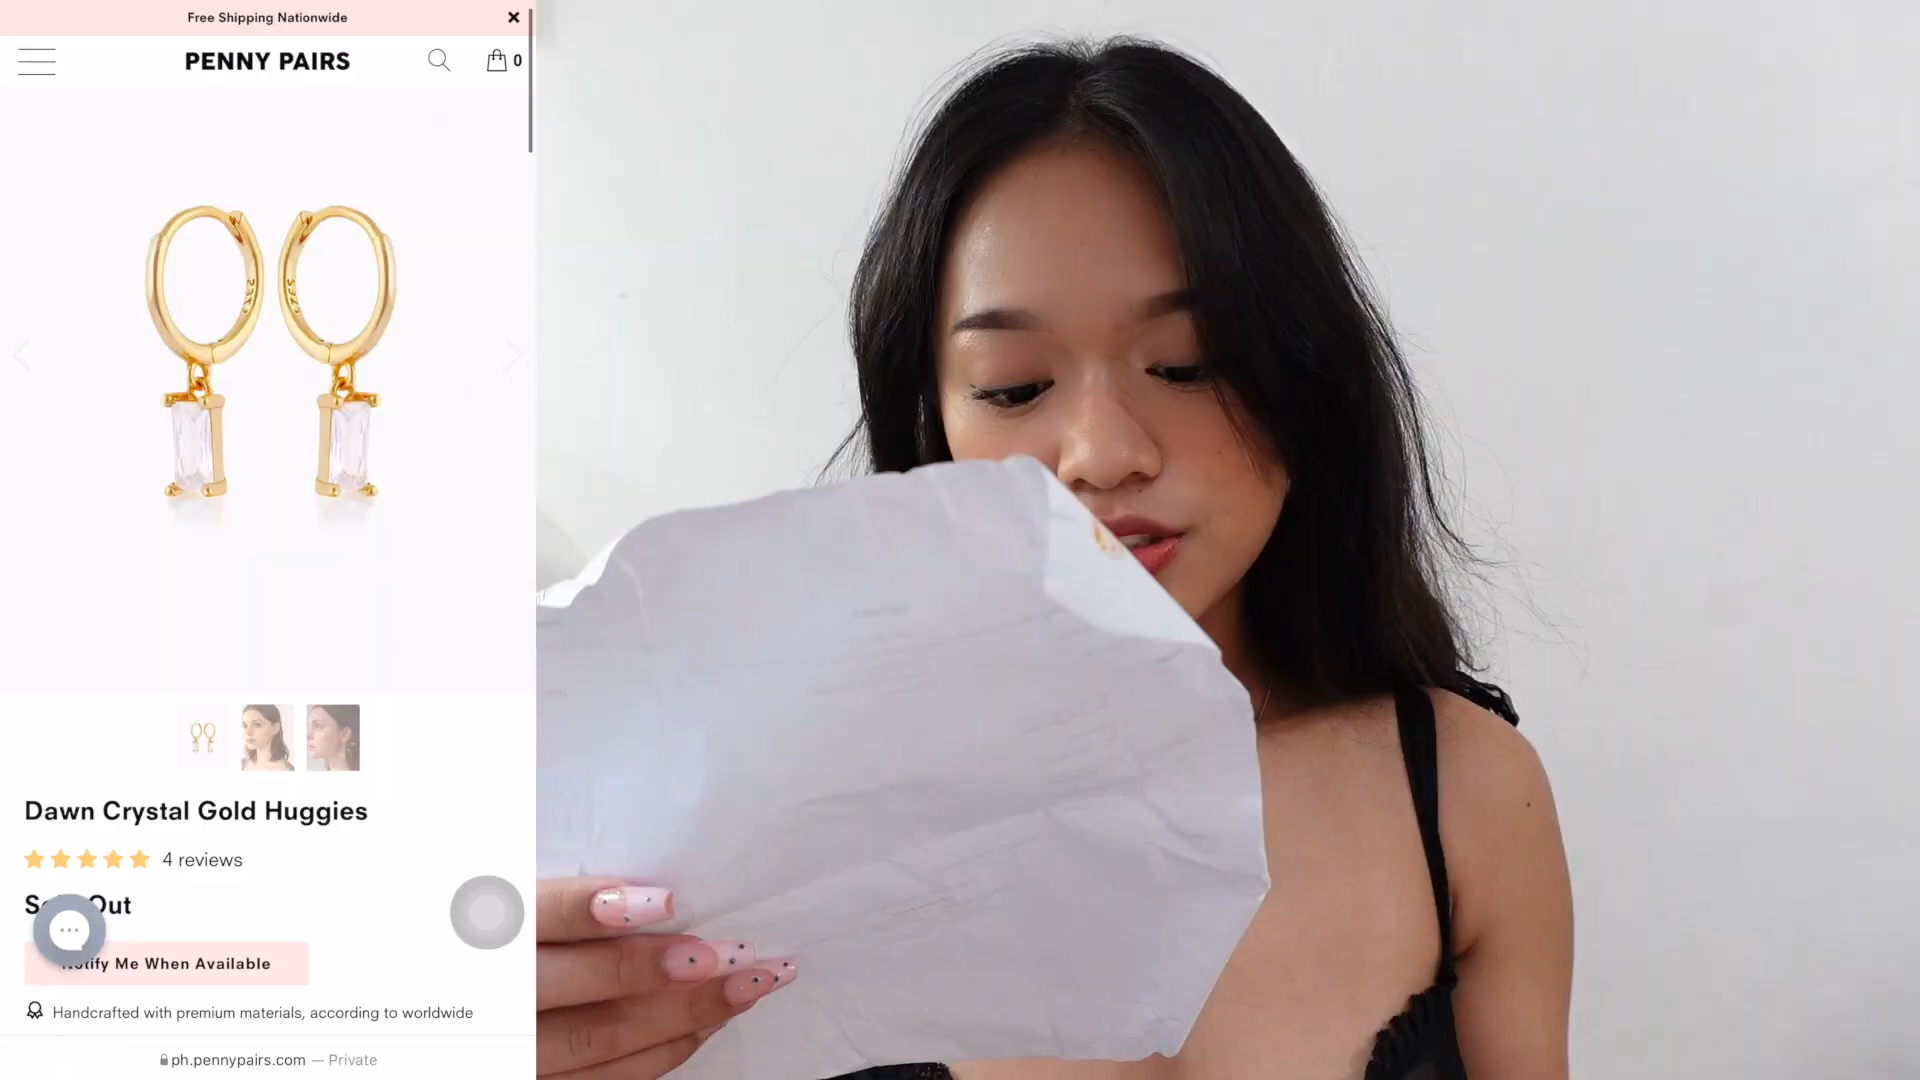 Free Shipping Nationwide
PENNY PAIRS
0
Dawn Crystal Gold Huggies
4 reviews
Out
Notify Me When Available
Handcrafted with premium materials, according to worldwide
ph.pennypairs.com — Private